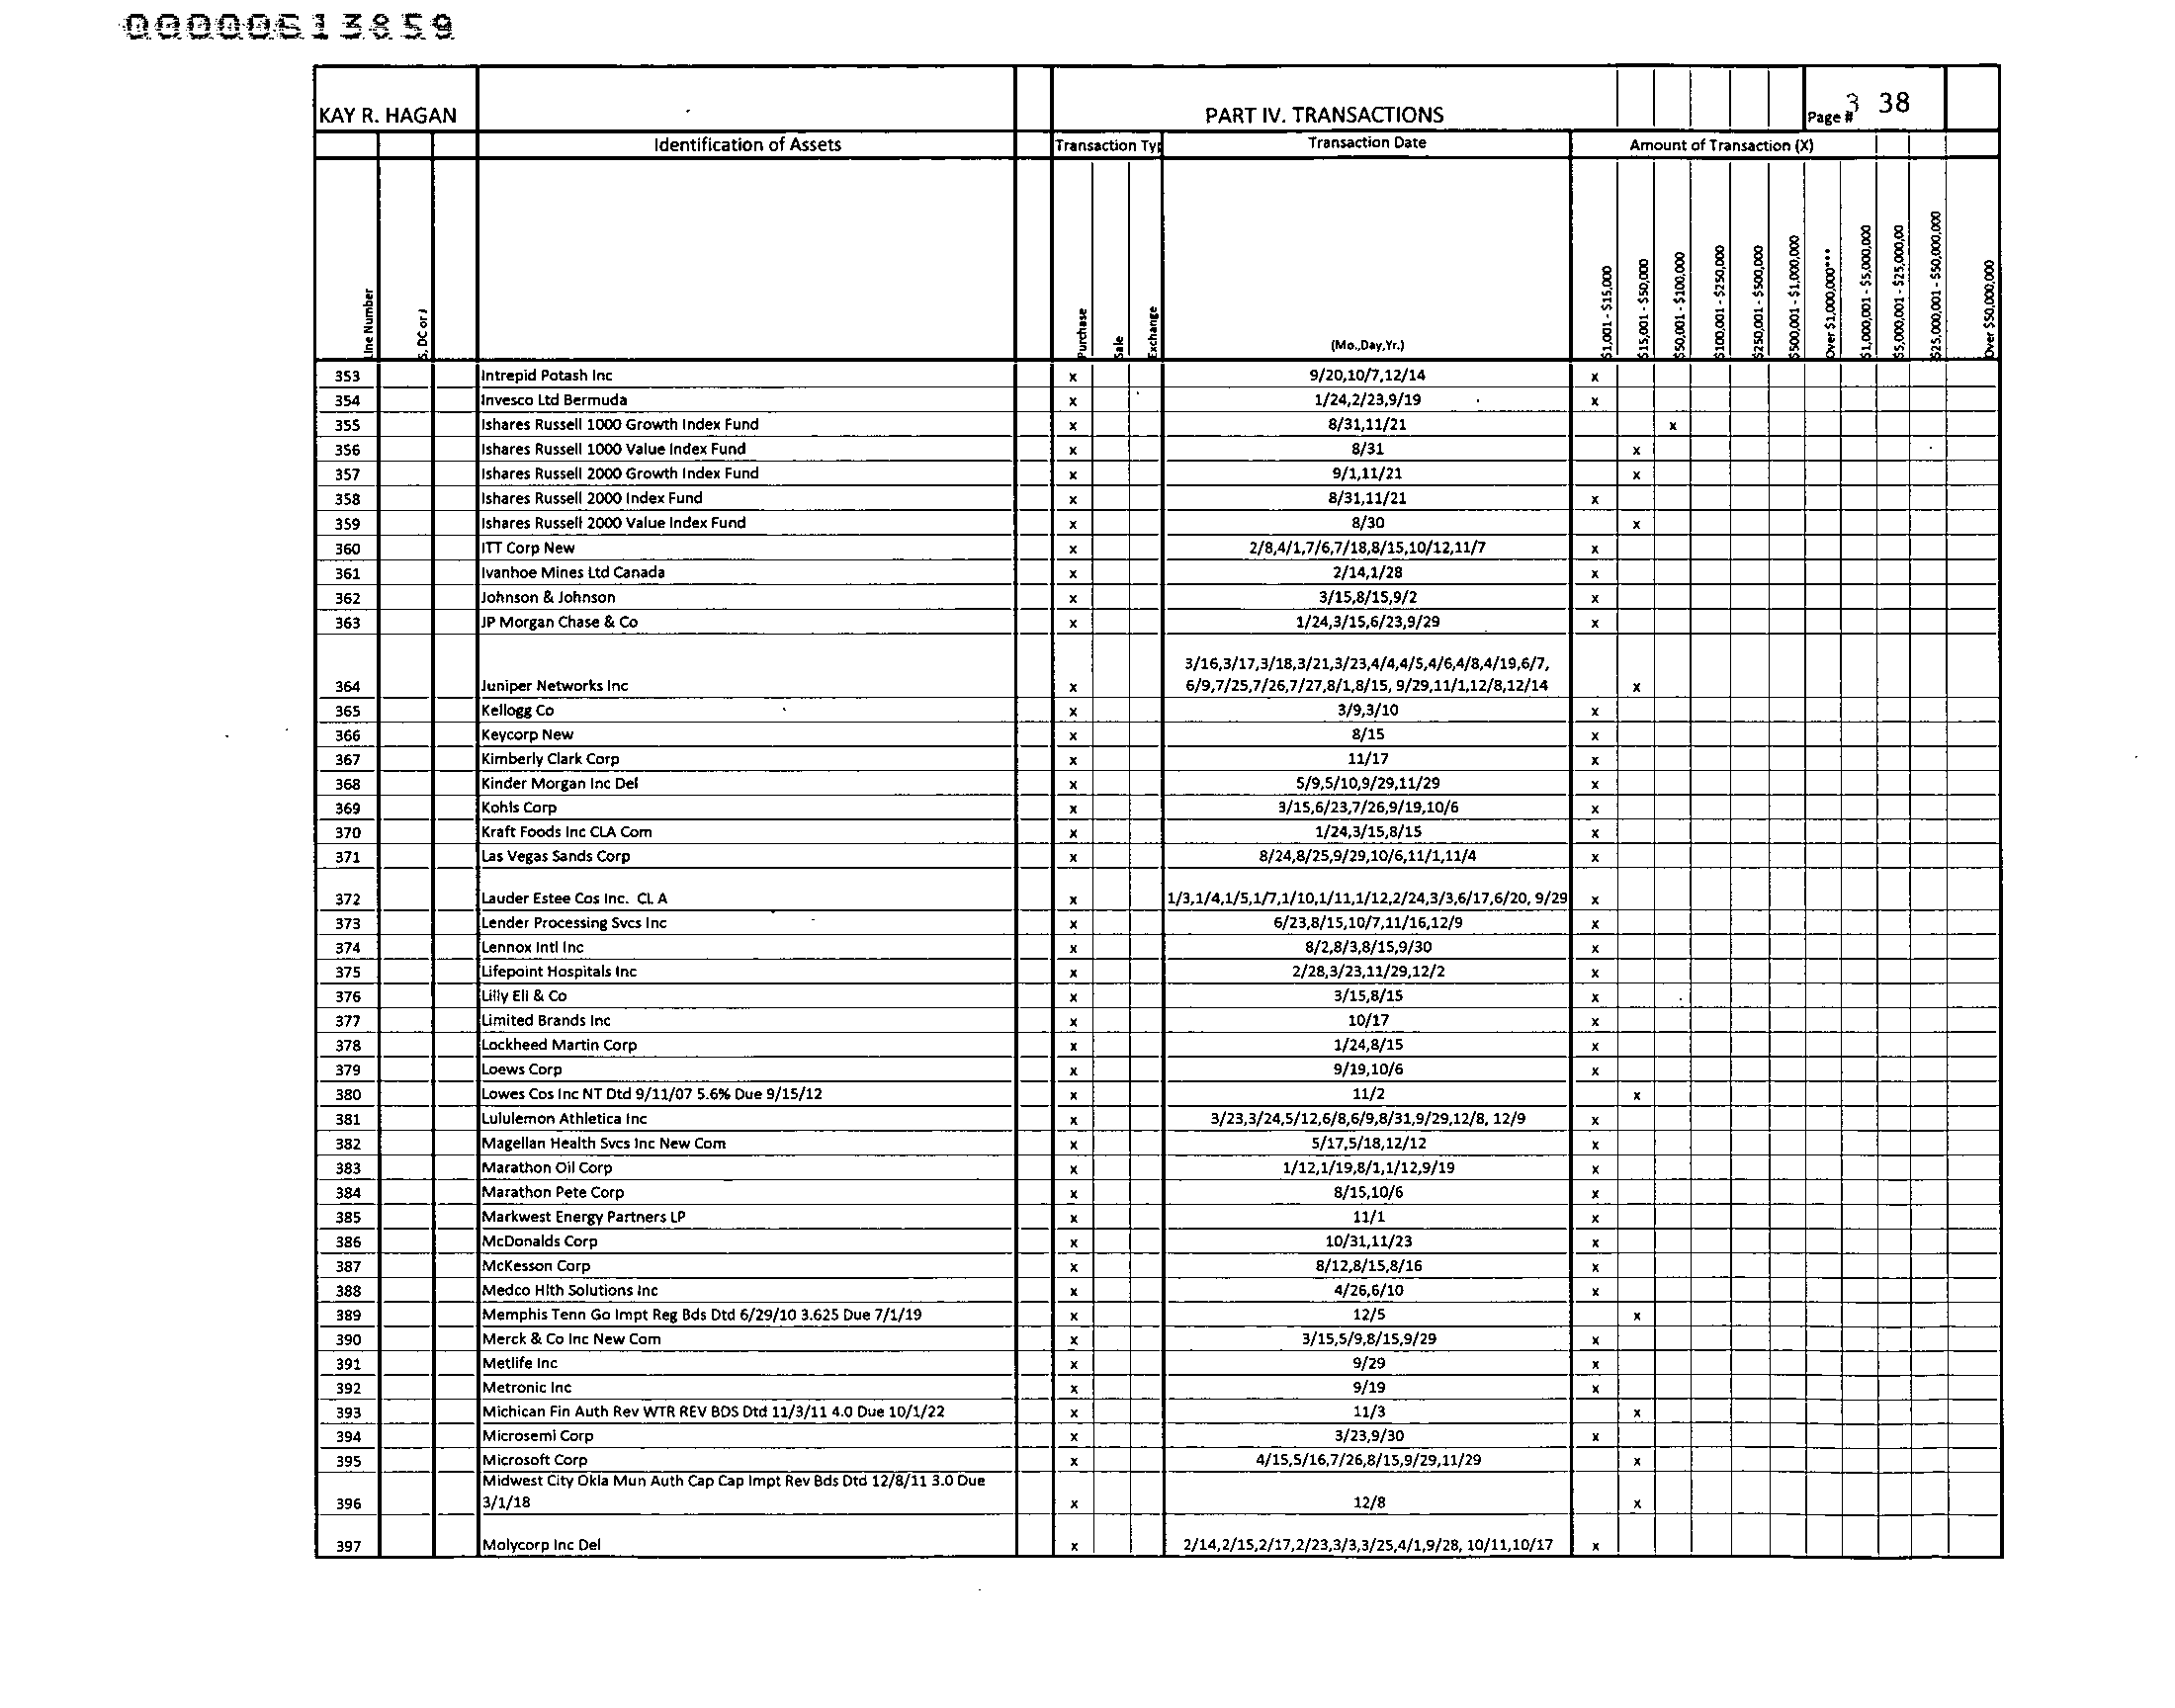 00000613859
KAY R. HAGAN PART IV. TRANSACTIONS Page # 3 38
Identification of Assets Transaction Typ Transaction Date Amount of Transaction (X)
Line Number S, DC or J Purchase Sale Exchange (Mo.,Day,Yr.) $1,001 - $15,000 $15,001 - $50,000 $50,001 - $100,000 $100,001 - $250,000 $250,001 - $500,000 $500,001 - $1,000,000 Over $1,000,000*** $1,000,001 - $5,000,000 $5,000,001 - $25,000,00 $25,000,001 - $50,000,000 Over $50,000,000
353 Intrepid Potash Inc x 9/20,10/7,12/14 x
354 Invesco Ltd Bermuda x 1/24,2/23,9/19 x
355 Ishares Russell 1000 Growth Index Fund x 8/31,11/21 x
356 Ishares Russell 1000 Value Index Fund x 8/31 x
357 Ishares Russell 2000 Growth Index Fund x 9/1,11/21 x
358 Ishares Russell 2000 Index Fund x 8/31,11/21 x
359 Ishares Russell 2000 Value Index Fund x 8/30 x
360 ITT Corp New x 2/8,4/1,7/6,7/18,8/15,10/12,11/7 x
361 Ivanhoe Mines Ltd Canada x 2/14,1/28 x
362 Johnson & Johnson x 3/15,8/15,9/2 x
363 JP Morgan Chase & Co x 1/24,3/15,6/23,9/29 x
3/16,3/17,3/18,3/21,3/23,4/4,4/5,4/6,4/8,4/19,6/7,
364 Juniper Networks Inc x 6/9,7/25,7/26,7/27,8/1,8/15, 9/29,11/1,12/8,12/14 x
365 Kellogg Co x 3/9,3/10 x
366 Keycorp New x 8/15 x
367 Kimberly Clark Corp x 11/17 x
368 Kinder Morgan Inc Del x 5/9,5/10,9/29,11/29 x
369 Kohls Corp x 3/15,6/23,7/26,9/19,10/6 x
370 Kraft Foods Inc CLA Com x 1/24,3/15,8/15 x
371 Las Vegas Sands Corp x 8/24,8/25,9/29,10/6,11/1,11/4 x
372 Lauder Estee Cos Inc. CL A x 1/3,1/4,1/5,1/7,1/10,1/11,1/12,2/24,3/3,6/17,6/20, 9/29 x
373 Lender Processing Svcs Inc x 6/23,8/15,10/7,11/16,12/9 x
374 Lennox Intl Inc x 8/2,8/3,8/15,9/30 x
375 Lifepoint Hospitals Inc x 2/28,3/23,11/29,12/2 x
376 Lilly Eli & Co x 3/15,8/15 x
377 Limited Brands Inc x 10/17 x
378 Lockheed Martin Corp x 1/24,8/15 x
379 Loews Corp x 9/19,10/6 x
380 Lowes Cos Inc NT Dtd 9/11/07 5.6% Due 9/15/12 x 11/2 x
381 Lululemon Athletica Inc x 3/23,3/24,5/12,6/8,6/9,8/31,9/29,12/8, 12/9 x
382 Magellan Health Svcs Inc New Com x 5/17,5/18,12/12 x
383 Marathon Oil Corp x 1/12,1/19,8/1,1/12,9/19 x
384 Marathon Pete Corp x 8/15,10/6 x
385 Markwest Energy Partners LP x 11/1 x
386 McDonalds Corp x 10/31,11/23 x
387 McKesson Corp x 8/12,8/15,8/16 x
388 Medco Hlth Solutions Inc x 4/26,6/10 x
389 Memphis Tenn Go Impt Reg Bds Dtd 6/29/10 3.625 Due 7/1/19 x 12/5 x
390 Merck & Co Inc New Com x 3/15,5/9,8/15,9/29 x
391 Metlife Inc x 9/29 x
392 Metronic Inc x 9/19 x
393 Michican Fin Auth Rev WTR REV BDS Dtd 11/3/11 4.0 Due 10/1/22 x 11/3 x
394 Microsemi Corp x 3/23,9/30 x
395 Microsoft Corp x 4/15,5/16,7/26,8/15,9/29,11/29 x
Midwest City Okla Mun Auth Cap Cap Impt Rev Bds Dtd 12/8/11 3.0 Due
396 3/1/18 x 12/8 x
397 Molycorp Inc Del x 2/14,2/15,2/17,2/23,3/3,3/25,4/1,9/28, 10/11,10/17 x